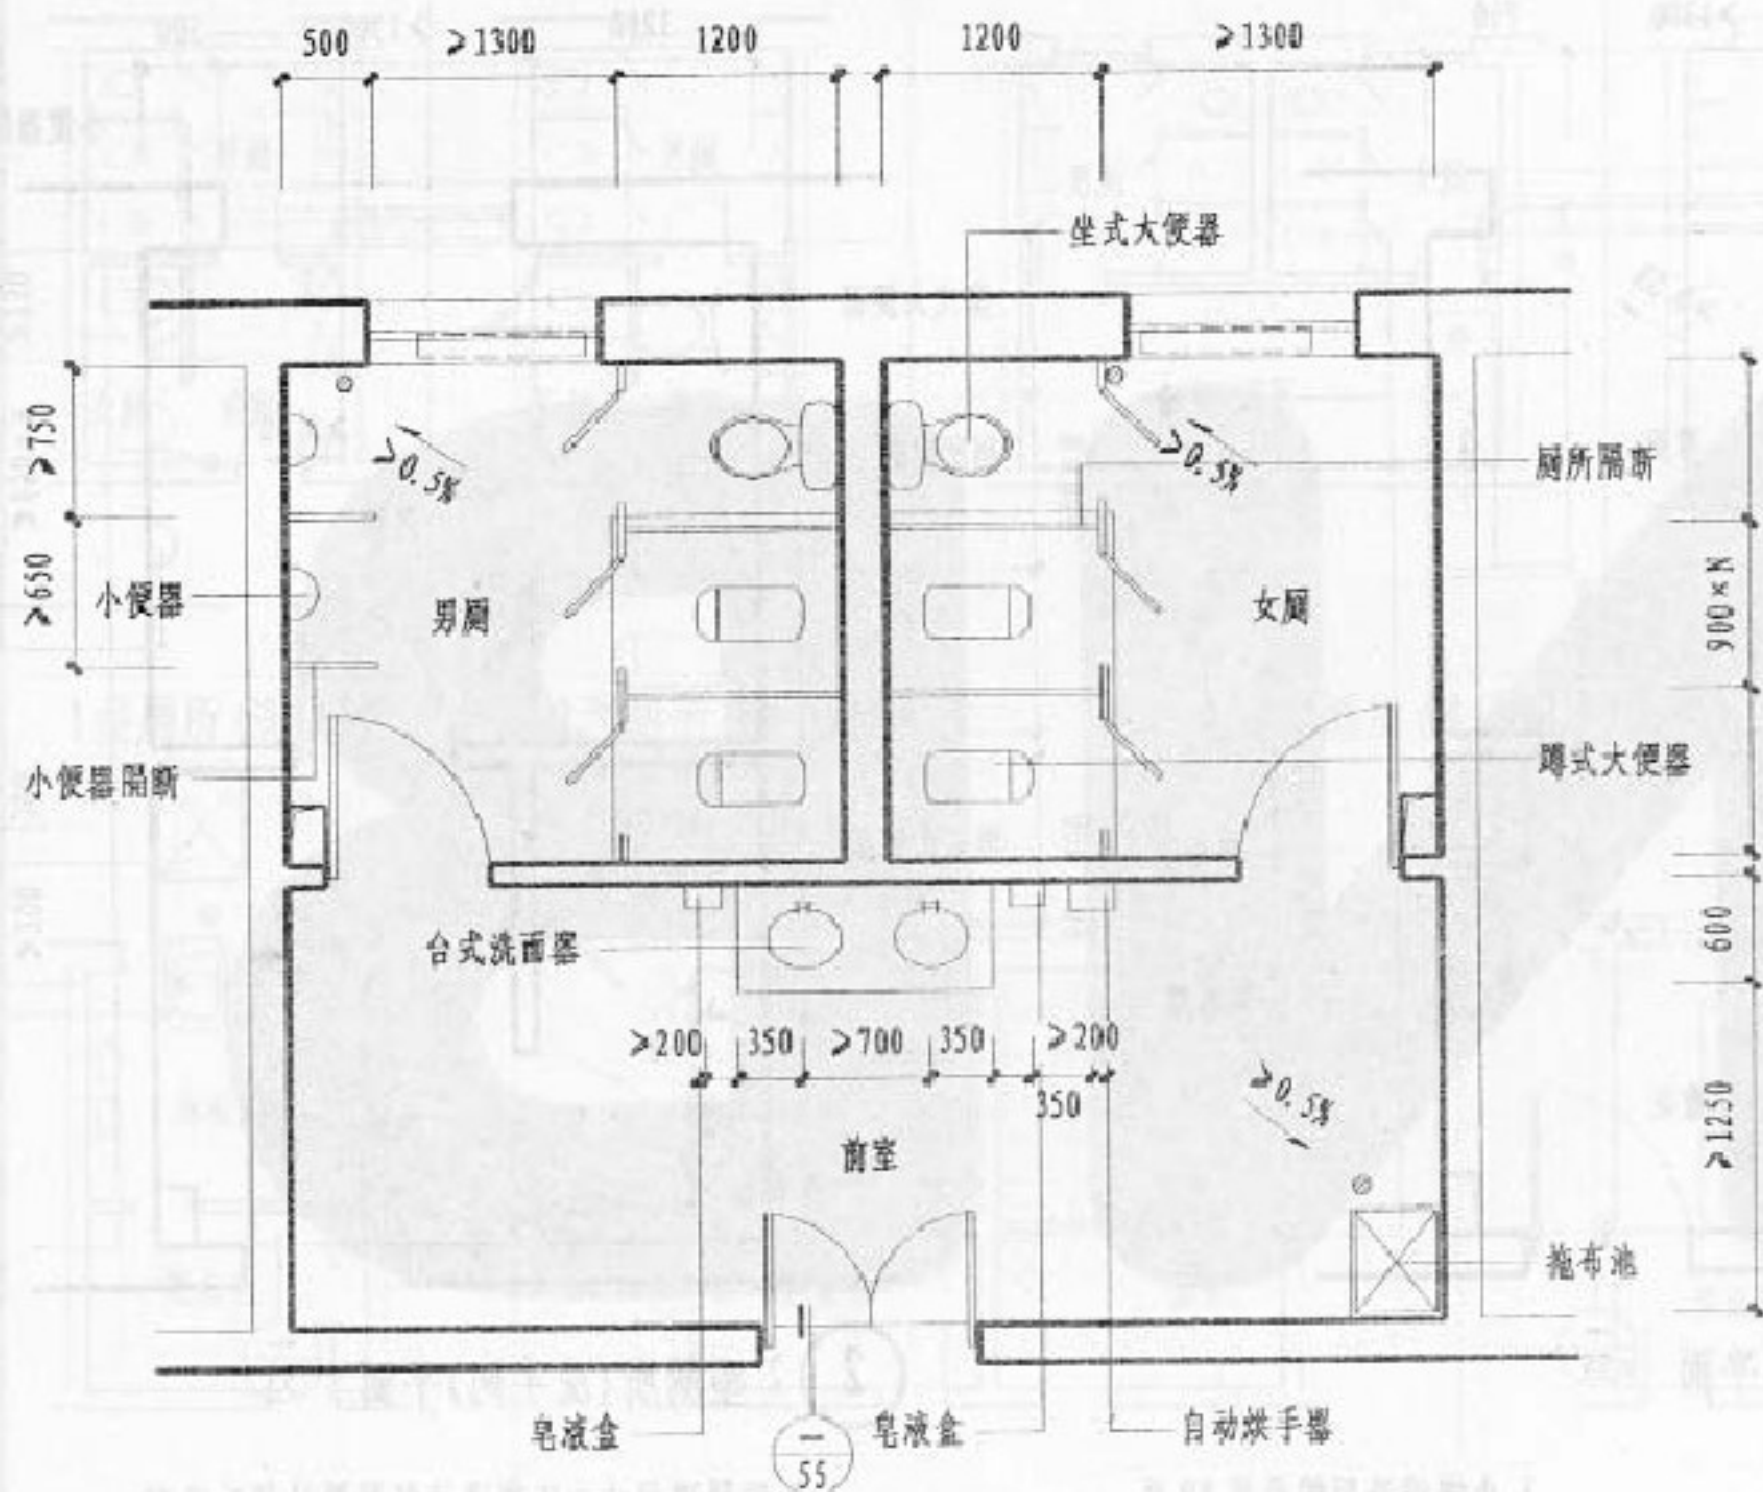 500 ≥1300 1200 1200 ≥1300
坐式大便器
≥750
≥0.5%
≥0.5%
厕所隔断
≥650
小便器
男厕
女厕
900×N
小便器隔断
蹲式大便器
台式洗面器
600
≥200 350 ≥700 350 ≥200
350
≥0.5%
≥1250
前室
拖布池
皂液盒
皂液盒
自动烘手器
一
55